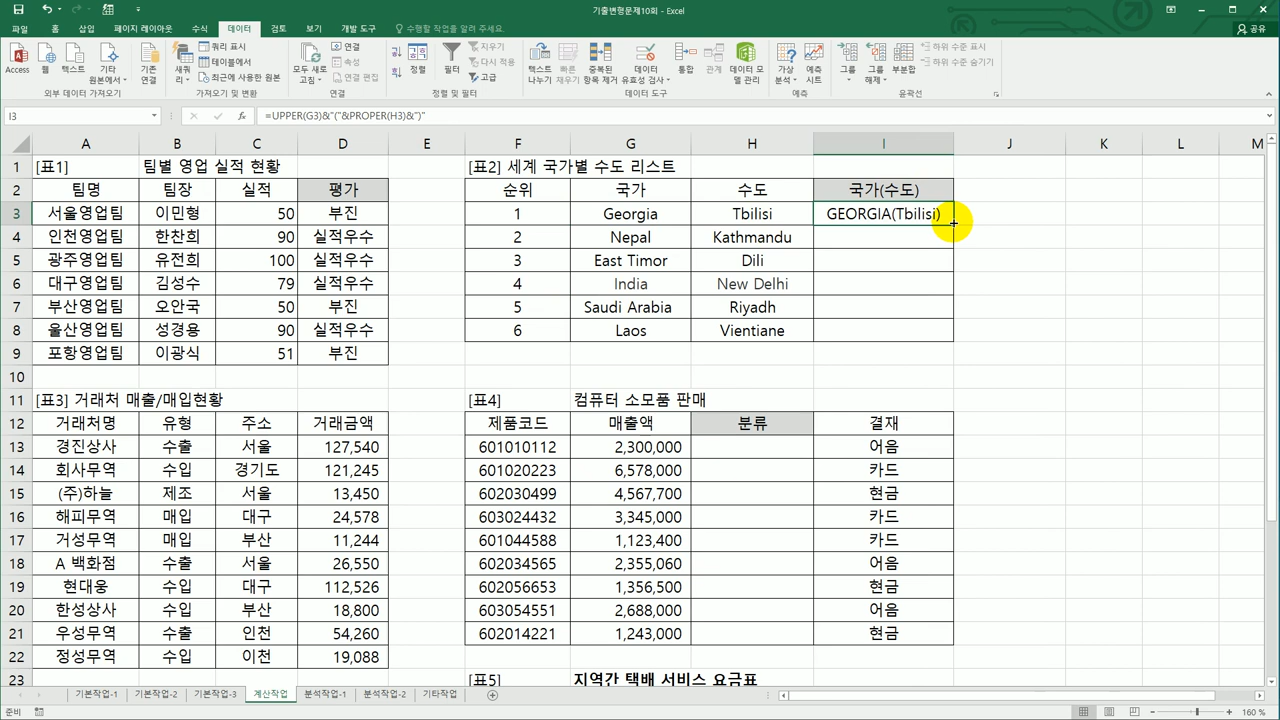 기출변형문제10회 - Excel
파일 홈 삽입 페이지 레이아웃 수식 데이터 검토 보기 개발 도구 수행할 작업을 알려 주세요. 공유
Access 웹 텍스트 기타 원본에서 기존 연결 새쿼리 쿼리 표시 테이블에서 최근에 사용한 원본 모두 새로 고침 연결 속성 연결 편집 정렬 필터 지우기 다시 적용 고급 텍스트 나누기 빠른 채우기 중복된 항목 제거 데이터 유효성 검사 통합 관계 데이터 모델 관리 가상 분석 예측 시트 그룹 그룹 해제 부분합 하위 수준 표시 하위 수준 숨기기
외부 데이터 가져오기 가져오기 및 변환 연결 정렬 및 필터 데이터 도구 예측 윤곽선
I3 fx =UPPER(G3)&"("&PROPER(H3)&")"
A B C D E F G H I J K L M
1 [표1] 팀별 영업 실적 현황 [표2] 세계 국가별 수도 리스트
2 팀명 팀장 실적 평가 순위 국가 수도 국가(수도)
3 서울영업팀 이민형 50 부진 1 Georgia Tbilisi GEORGIA(Tbilisi)
4 인천영업팀 한찬희 90 실적우수 2 Nepal Kathmandu
5 광주영업팀 유전희 100 실적우수 3 East Timor Dili
6 대구영업팀 김성수 79 실적우수 4 India New Delhi
7 부산영업팀 오안국 50 부진 5 Saudi Arabia Riyadh
8 울산영업팀 성경용 90 실적우수 6 Laos Vientiane
9 포항영업팀 이광식 51 부진
10
11 [표3] 거래처 매출/매입현황 [표4] 컴퓨터 소모품 판매
12 거래처명 유형 주소 거래금액 제품코드 매출액 분류 결재
13 경진상사 수출 서울 127,540 601010112 2,300,000 어음
14 회사무역 수입 경기도 121,245 601020223 6,578,000 카드
15 (주)하늘 제조 서울 13,450 602030499 4,567,700 현금
16 해피무역 매입 대구 24,578 603024432 3,345,000 카드
17 거성무역 매입 부산 11,244 601044588 1,123,400 카드
18 A 백화점 수출 서울 26,550 602034565 2,355,060 어음
19 현대웅 수입 대구 112,526 602056653 1,356,500 현금
20 한성상사 수입 부산 18,800 603054551 2,688,000 어음
21 우성무역 수출 인천 54,260 602014221 1,243,000 현금
22 정성무역 수입 이천 19,088
23 [표5] 지역간 택배 서비스 요금표
기본작업-1 기본작업-2 기본작업-3 계산작업 분석작업-1 분석작업-2 기타작업
준비 160 %